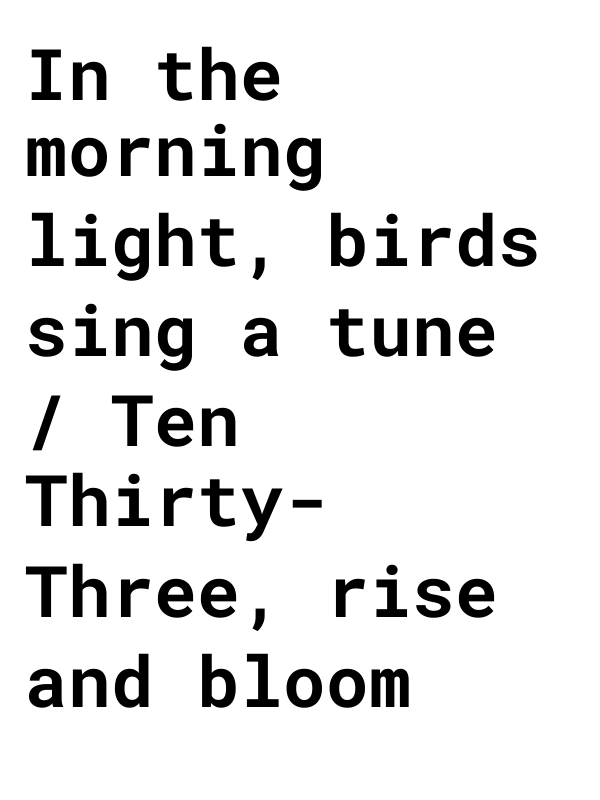 In the
morning
light, birds
sing a tune
/ Ten
Thirty-
Three, rise
and bloom